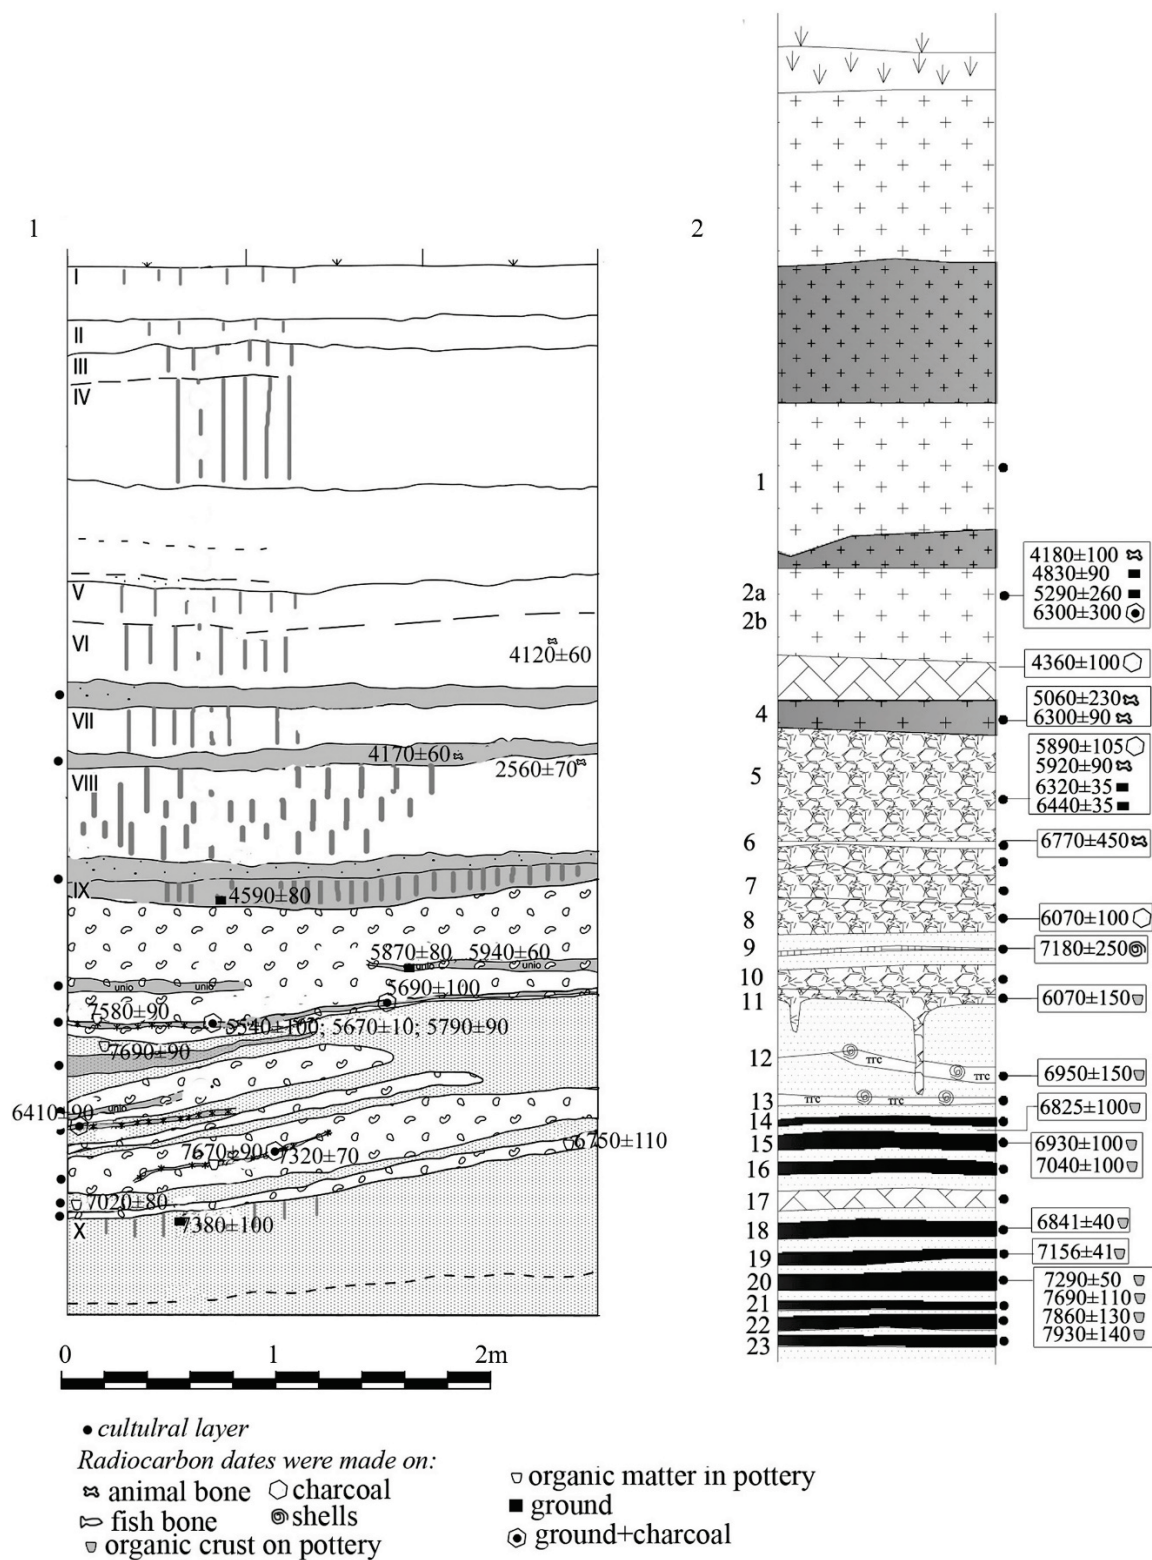 1
I
II
III
IV
V
VI
4120±60
VII
4170±60
2560±70
VIII
IX
4590±80
5870±80 5940±60
unio
unio unio
5690±100
7580±90
5540±100; 5670±10; 5790±90
7690±90
6410±90
unio
6750±110
7670±90
7320±70
7020±80
7380±100
X
0 1 2m
2
1
2a
2b
4
5
6
7
8
9
10
11
12
13
14
15
16
17
18
19
20
21
22
23
тгс
тгс
тгс тгс
4180±100
4830±90
5290±260
6300±300
4360±100
5060±230
6300±90
5890±105
5920±90
6320±35
6440±35
6770±450
6070±100
7180±250
6070±150
6950±150
6825±100
6930±100
7040±100
6841±40
7156±41
7290±50
7690±110
7860±130
7930±140
cultulral layer
Radiocarbon dates were made on:
animal bone charcoal
fish bone shells
organic crust on pottery
organic matter in pottery
ground
ground+charcoal